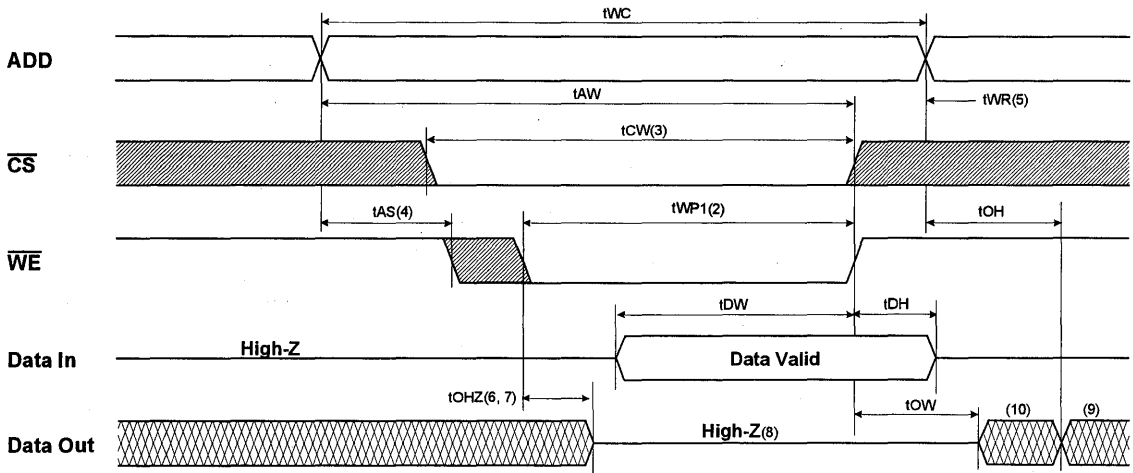 tWC
ADD
tAW
tWR(5)
tCW(3)
CS
tAS(4)
tWP1(2)
tOH
WE
tDW
tDH
High-Z
Data In
Data Valid
tOHZ(6, 7)
tOW
(10)
(9)
Data Out
High-Z(8)